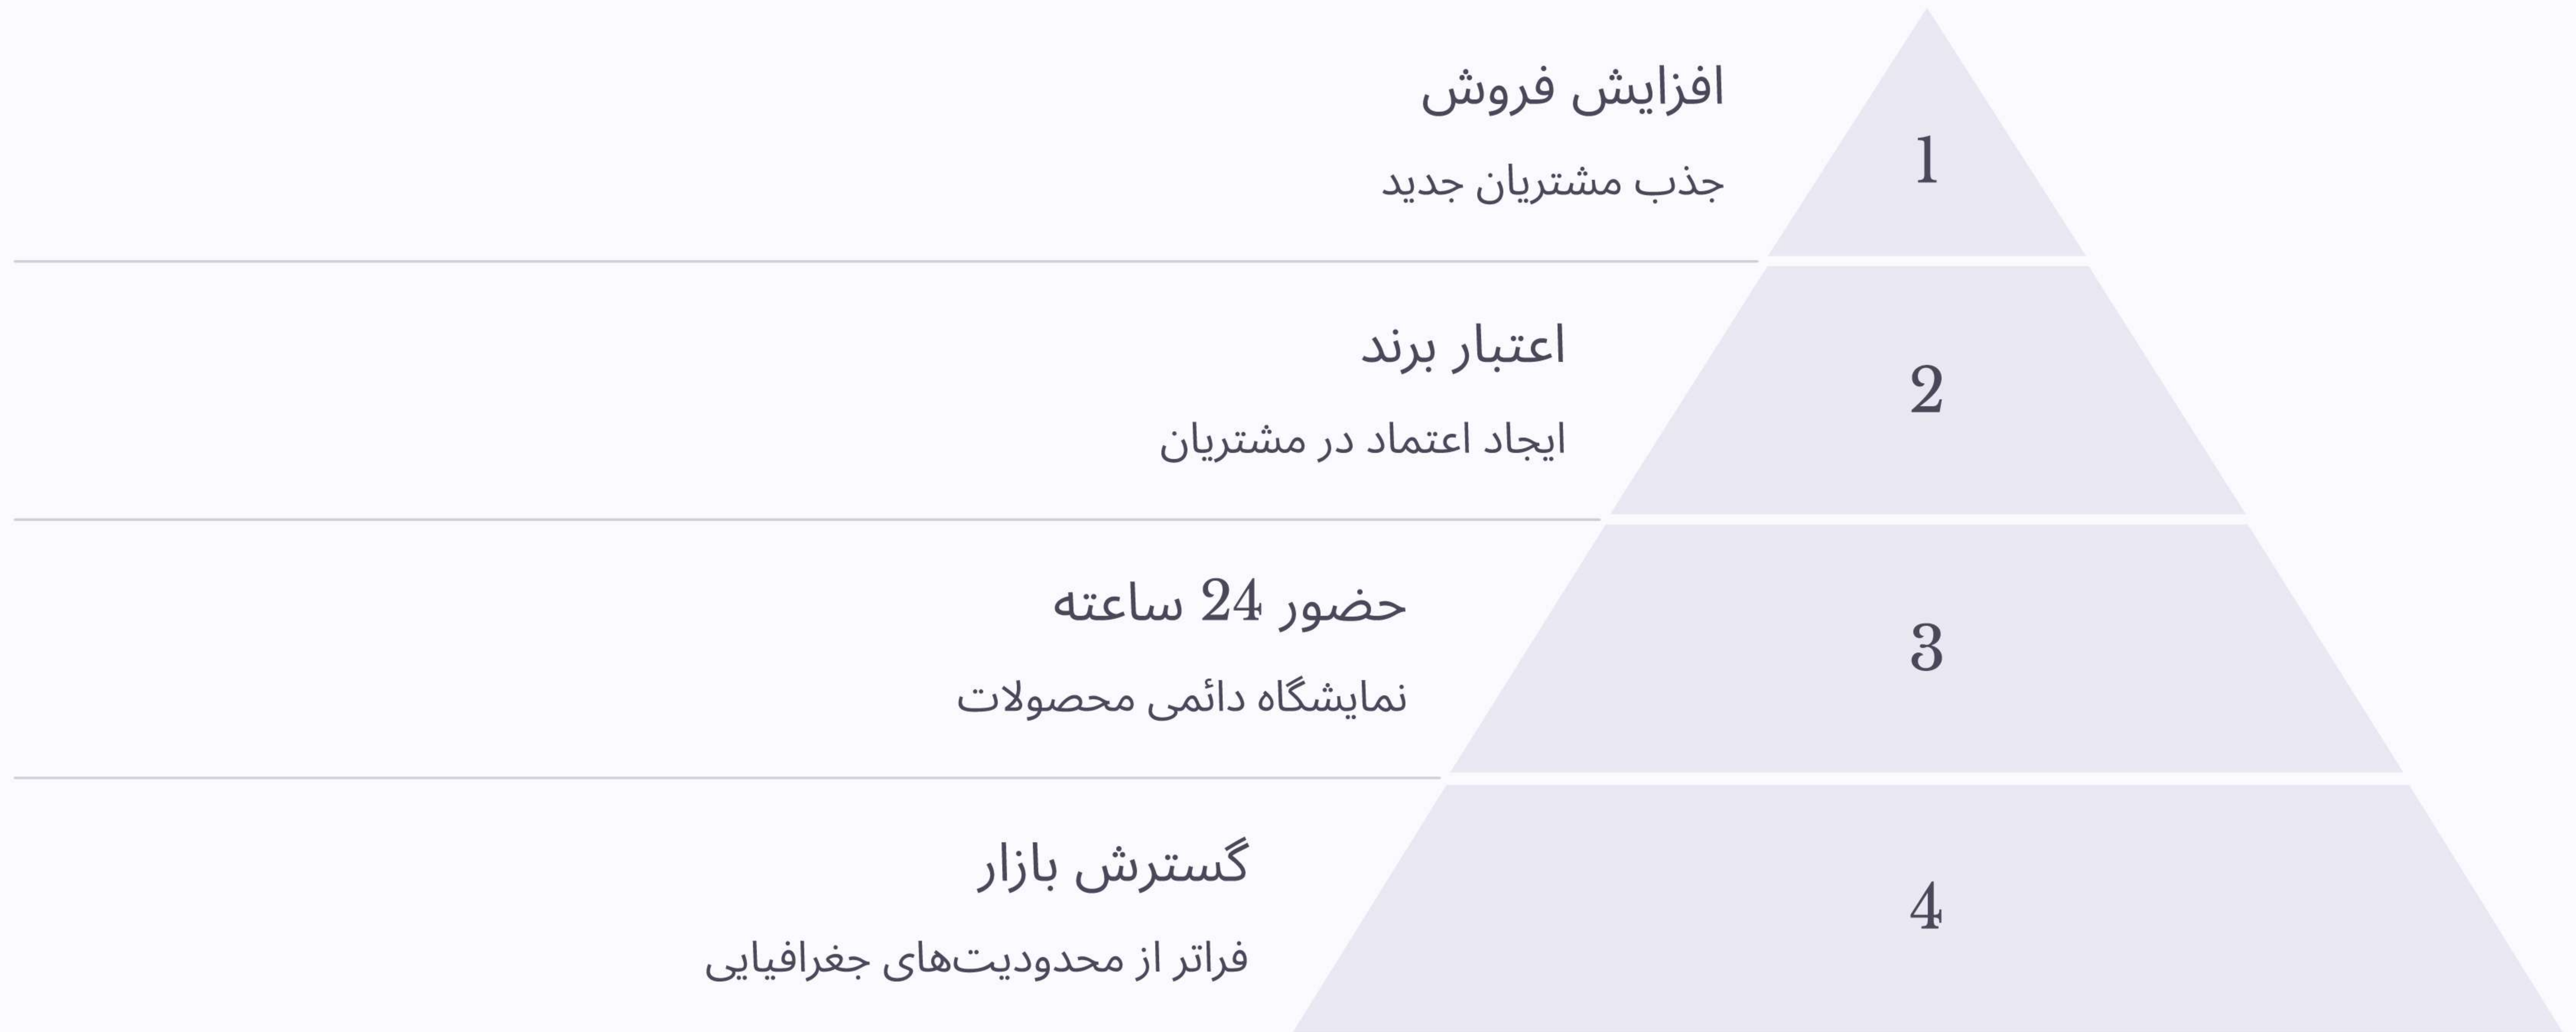 افزایش فروش
جذب مشتریان جدید
1
اعتبار برند
ایجاد اعتماد در مشتریان
2
حضور 24 ساعته
نمایشگاه دائمی محصولات
3
گسترش بازار
فراتر از محدودیت‌های جغرافیایی
4